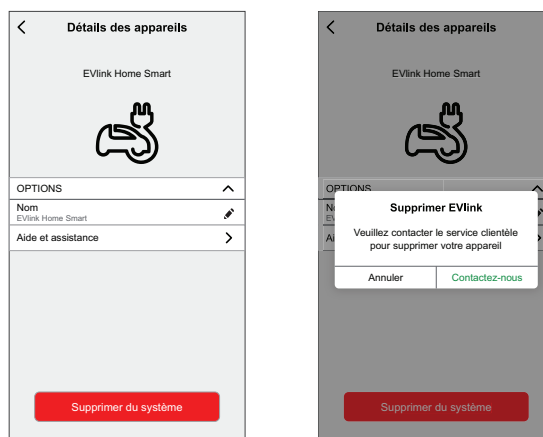 Détails des appareils
EVlink Home Smart
OPTIONS
Nom
EVlink Home Smart
Aide et assistance
Supprimer du système
Détails des appareils
EVlink Home Smart
OPTIONS
Supprimer EVlink
Veuillez contacter le service clientèle
pour supprimer votre appareil
Annuler Contactez-nous
Supprimer du système